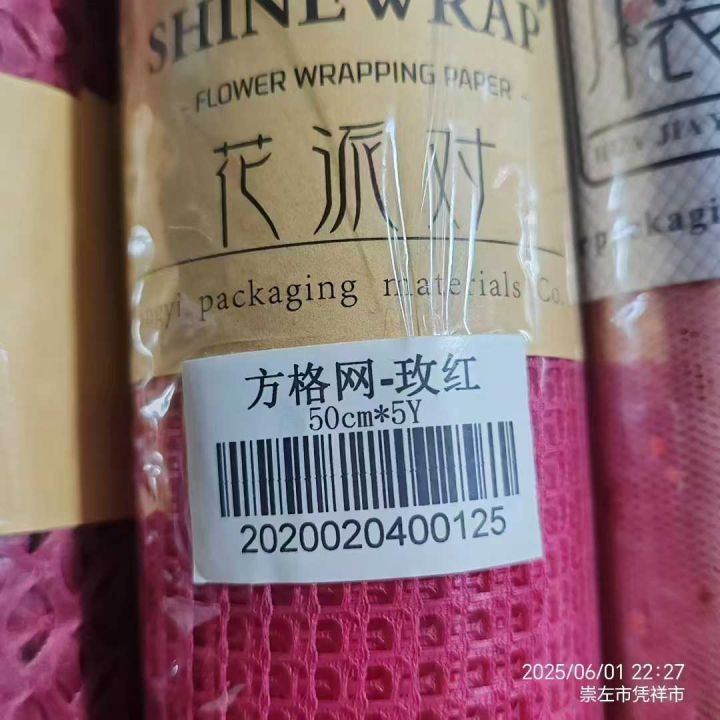 SHINEWRAP
- FLOWER WRAPPING PAPER -
花派对
packaging materials Co.
方格网-玫红
50cm*5Y
2020020400125
2025/06/01 22:27
崇左市凭祥市